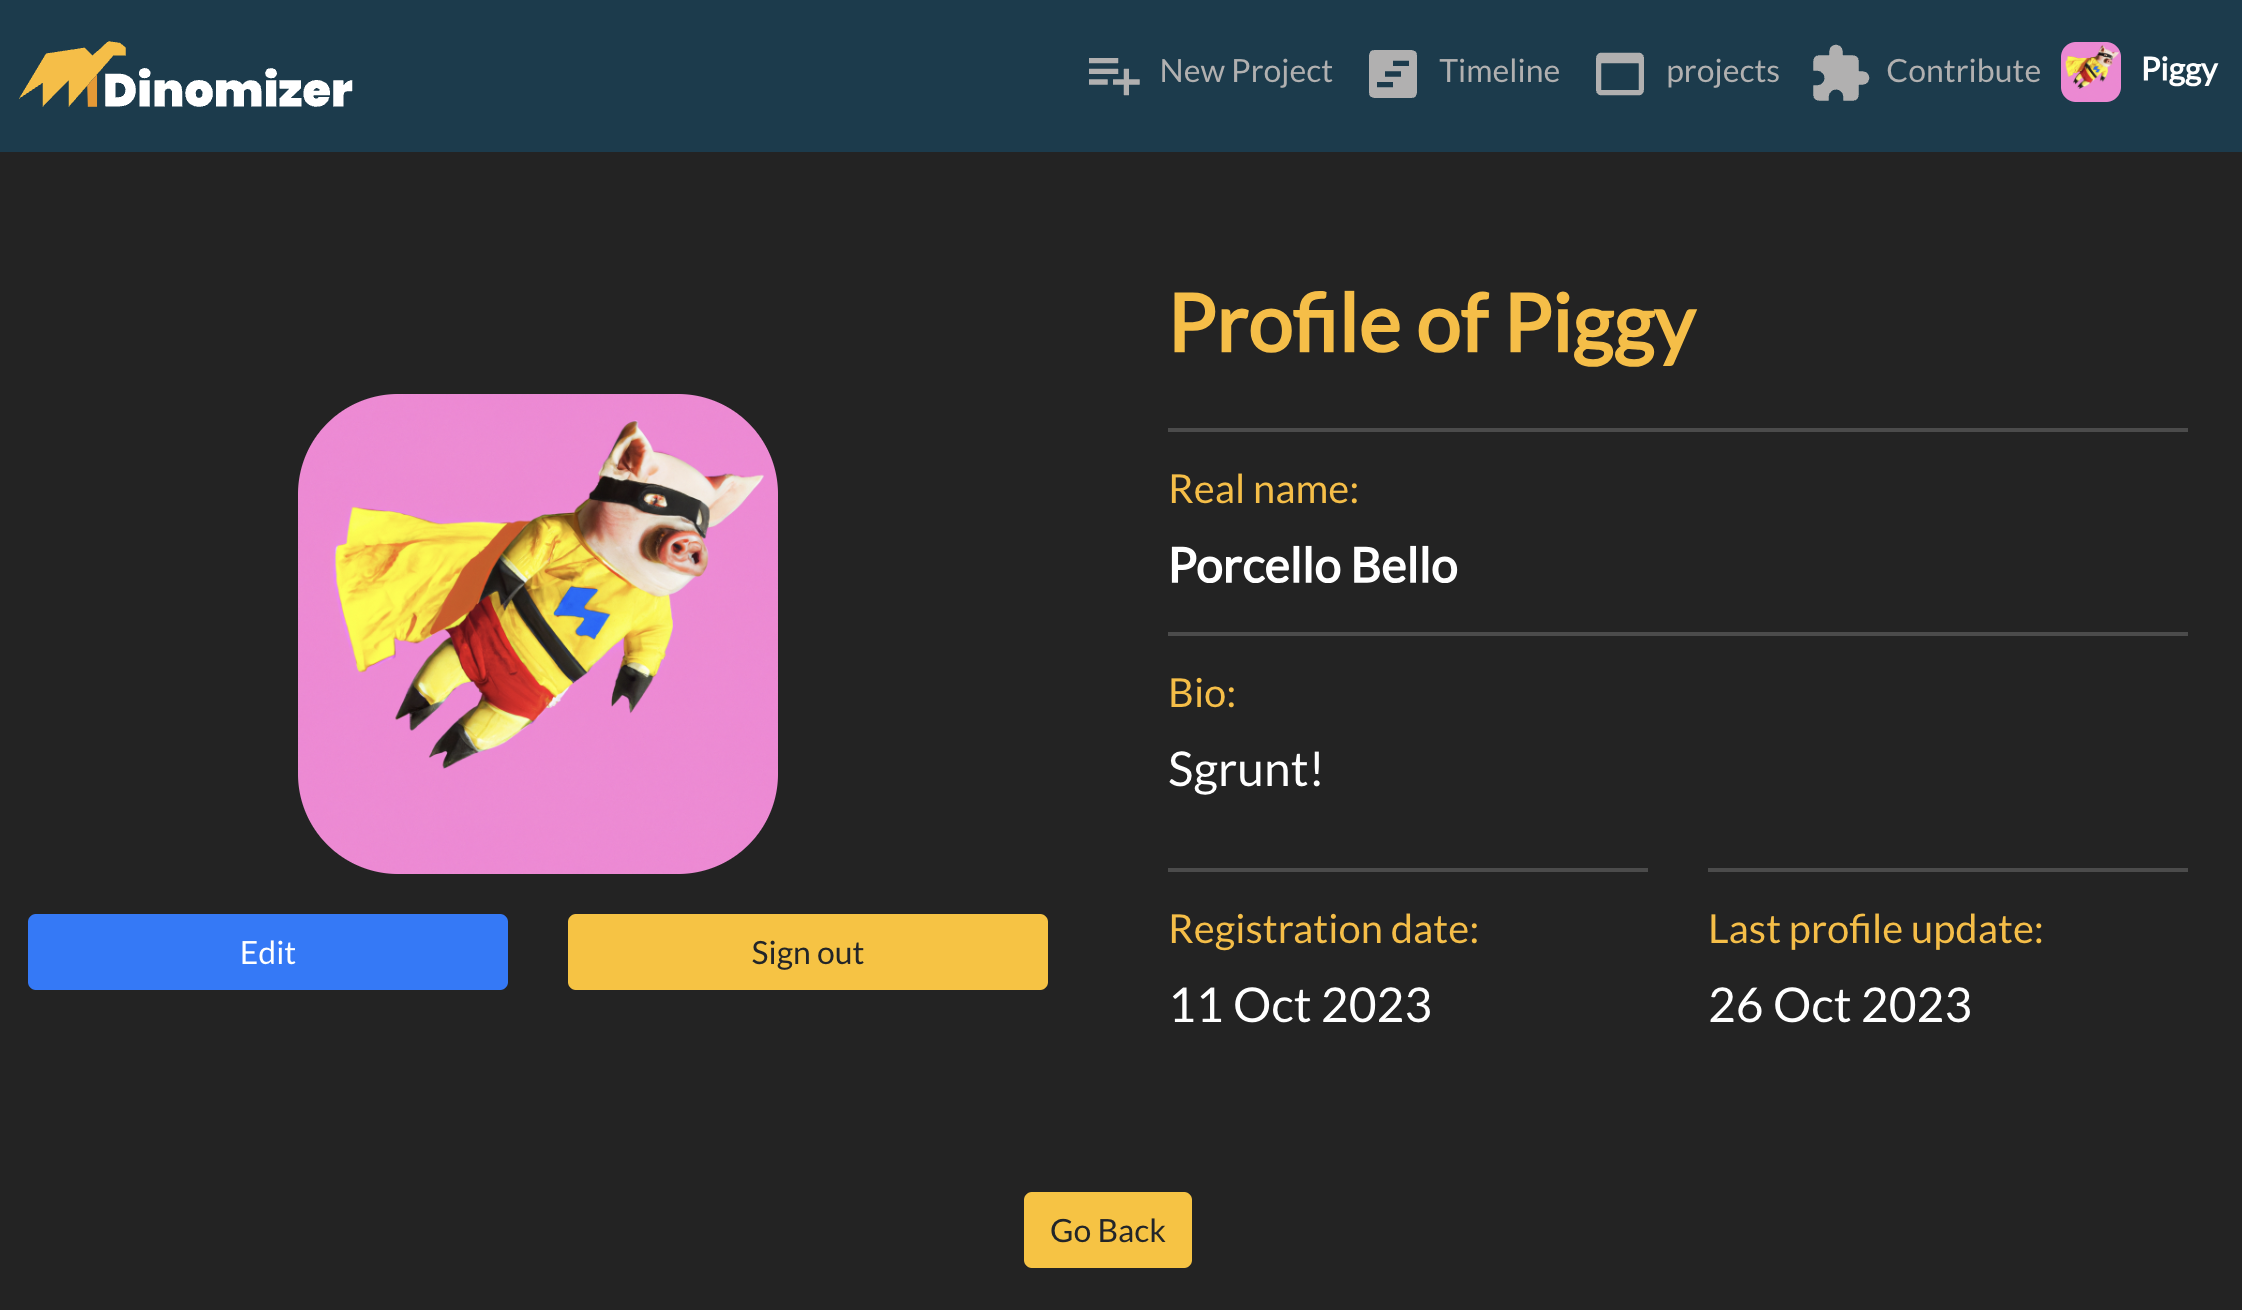 Dinomizer
New Project
Timeline
projects
Contribute
Piggy
Profile of Piggy
Real name:
Porcello Bello
Bio:
Sgrunt!
Edit
Sign out
Registration date:
11 Oct 2023
Last profile update:
26 Oct 2023
Go Back